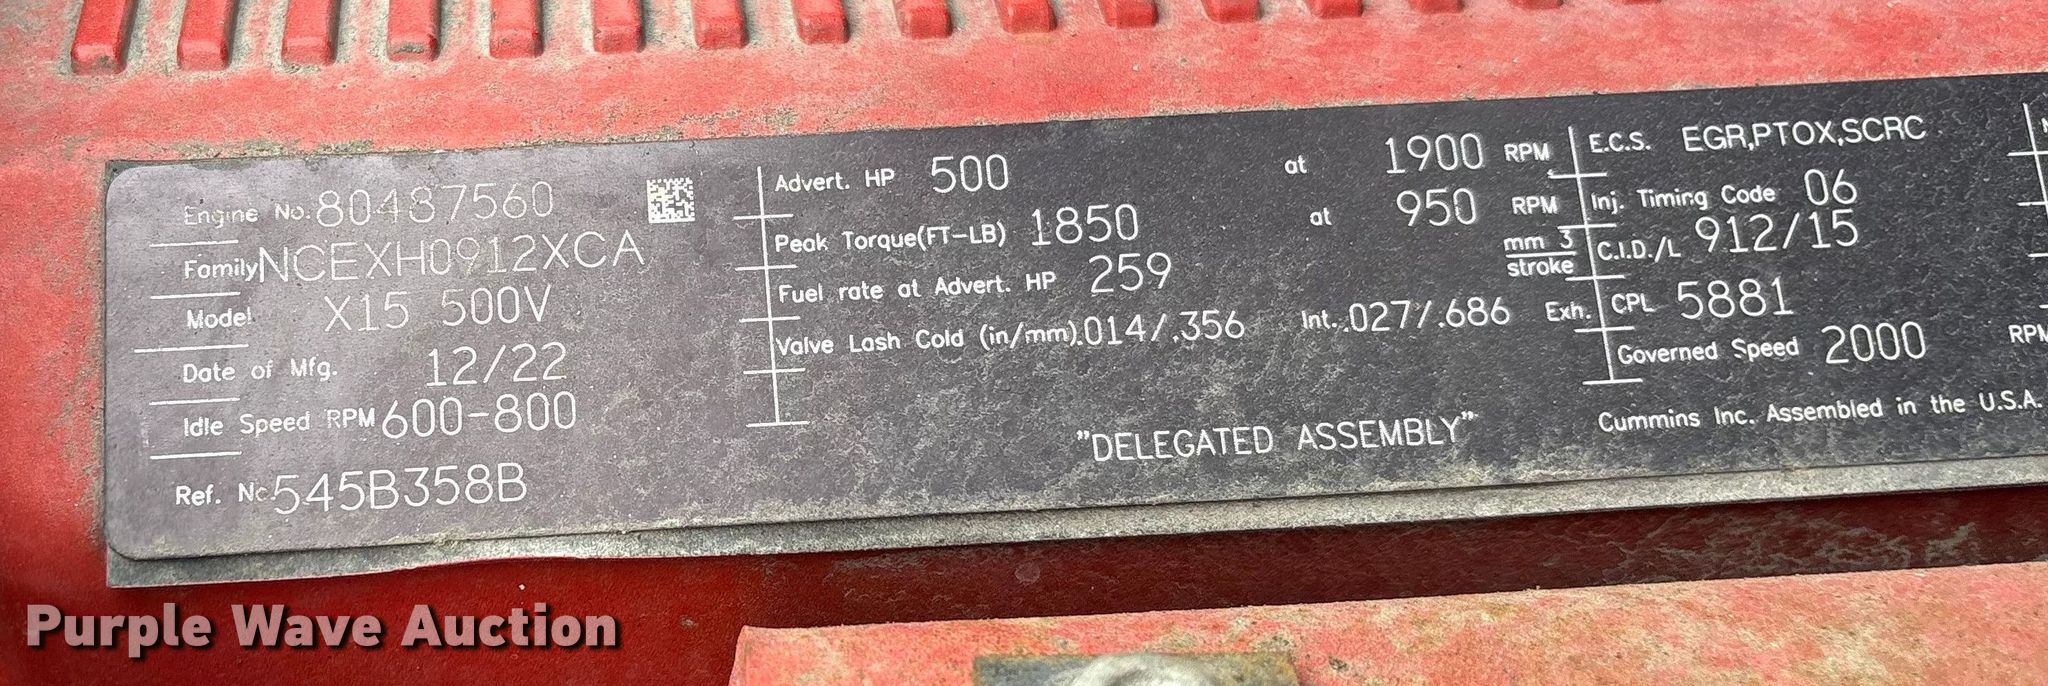 Engine No. 80487560
Family NCEXH0912XCA
Model X15 500V
Date of Mfg. 12/22
Idle Speed RPM 600-800
Ref. No 545B358B
Advert. HP 500 at 1900 RPM
Peak Torque(FT-LB) 1850 at 950 RPM
Fuel rate at Advert. HP 259 mm 3 stroke
Valve Lash Cold (in/mm) .014/.356 Int. .027/.686 Exh.
"DELEGATED ASSEMBLY"
E.C.S. EGR,PTOX,SCRC
Inj. Timing Code 06
C.I.D./L 912/15
CPL 5881
Governed Speed 2000 RPM
Cummins Inc. Assembled in the U.S.A.
Purple Wave Auction